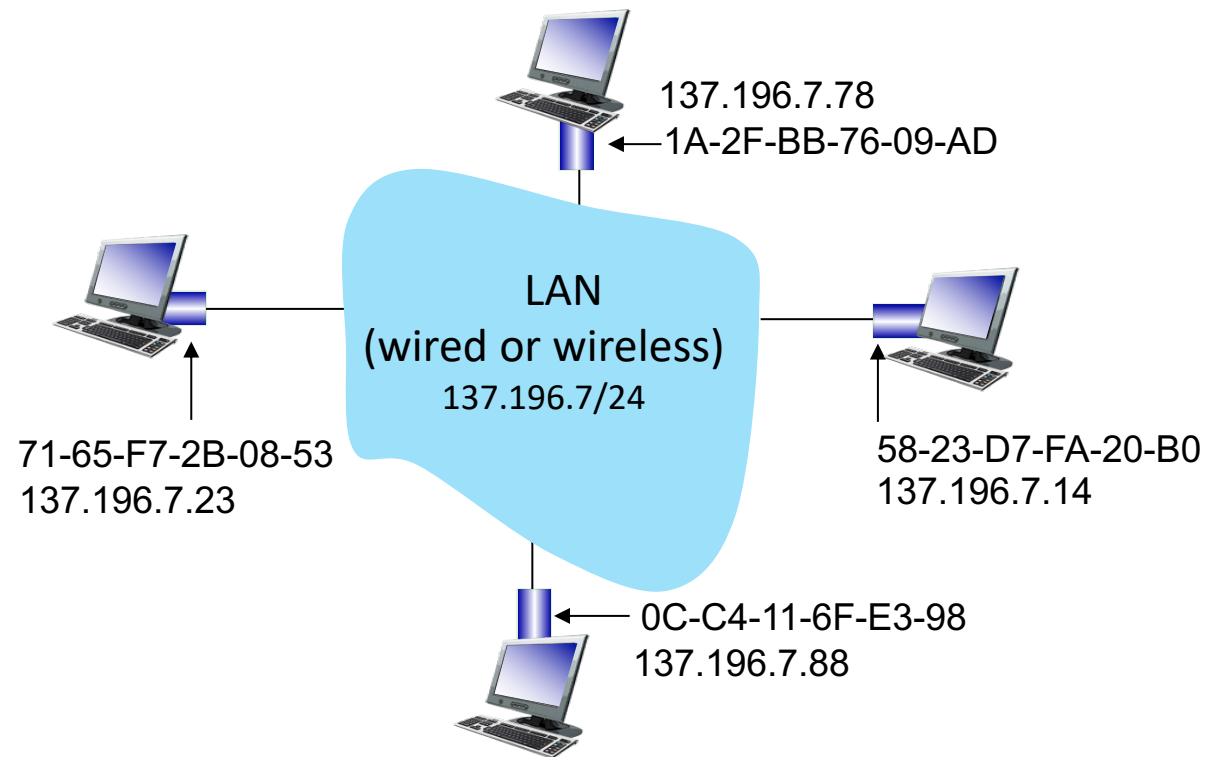 137.196.7.78
1A-2F-BB-76-09-AD
LAN
(wired or wireless)
137.196.7/24
71-65-F7-2B-08-53
137.196.7.23
58-23-D7-FA-20-B0
137.196.7.14
0C-C4-11-6F-E3-98
137.196.7.88